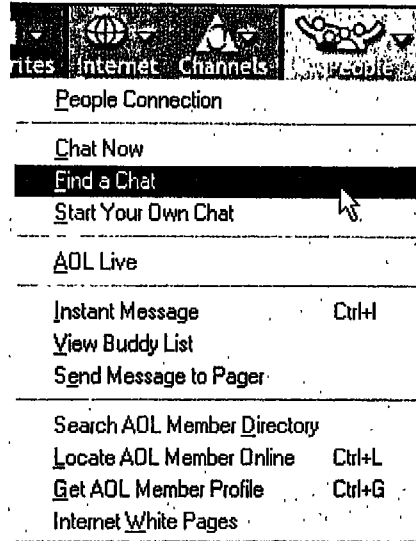 rites Internet Channels People
People Connection
Chat Now
Find a Chat
Start Your Own Chat
AOL Live
Instant Message Ctrl+I
View Buddy List
Send Message to Pager
Search AOL Member Directory
Locate AOL Member Online Ctrl+L
Get AOL Member Profile Ctrl+G
Internet White Pages